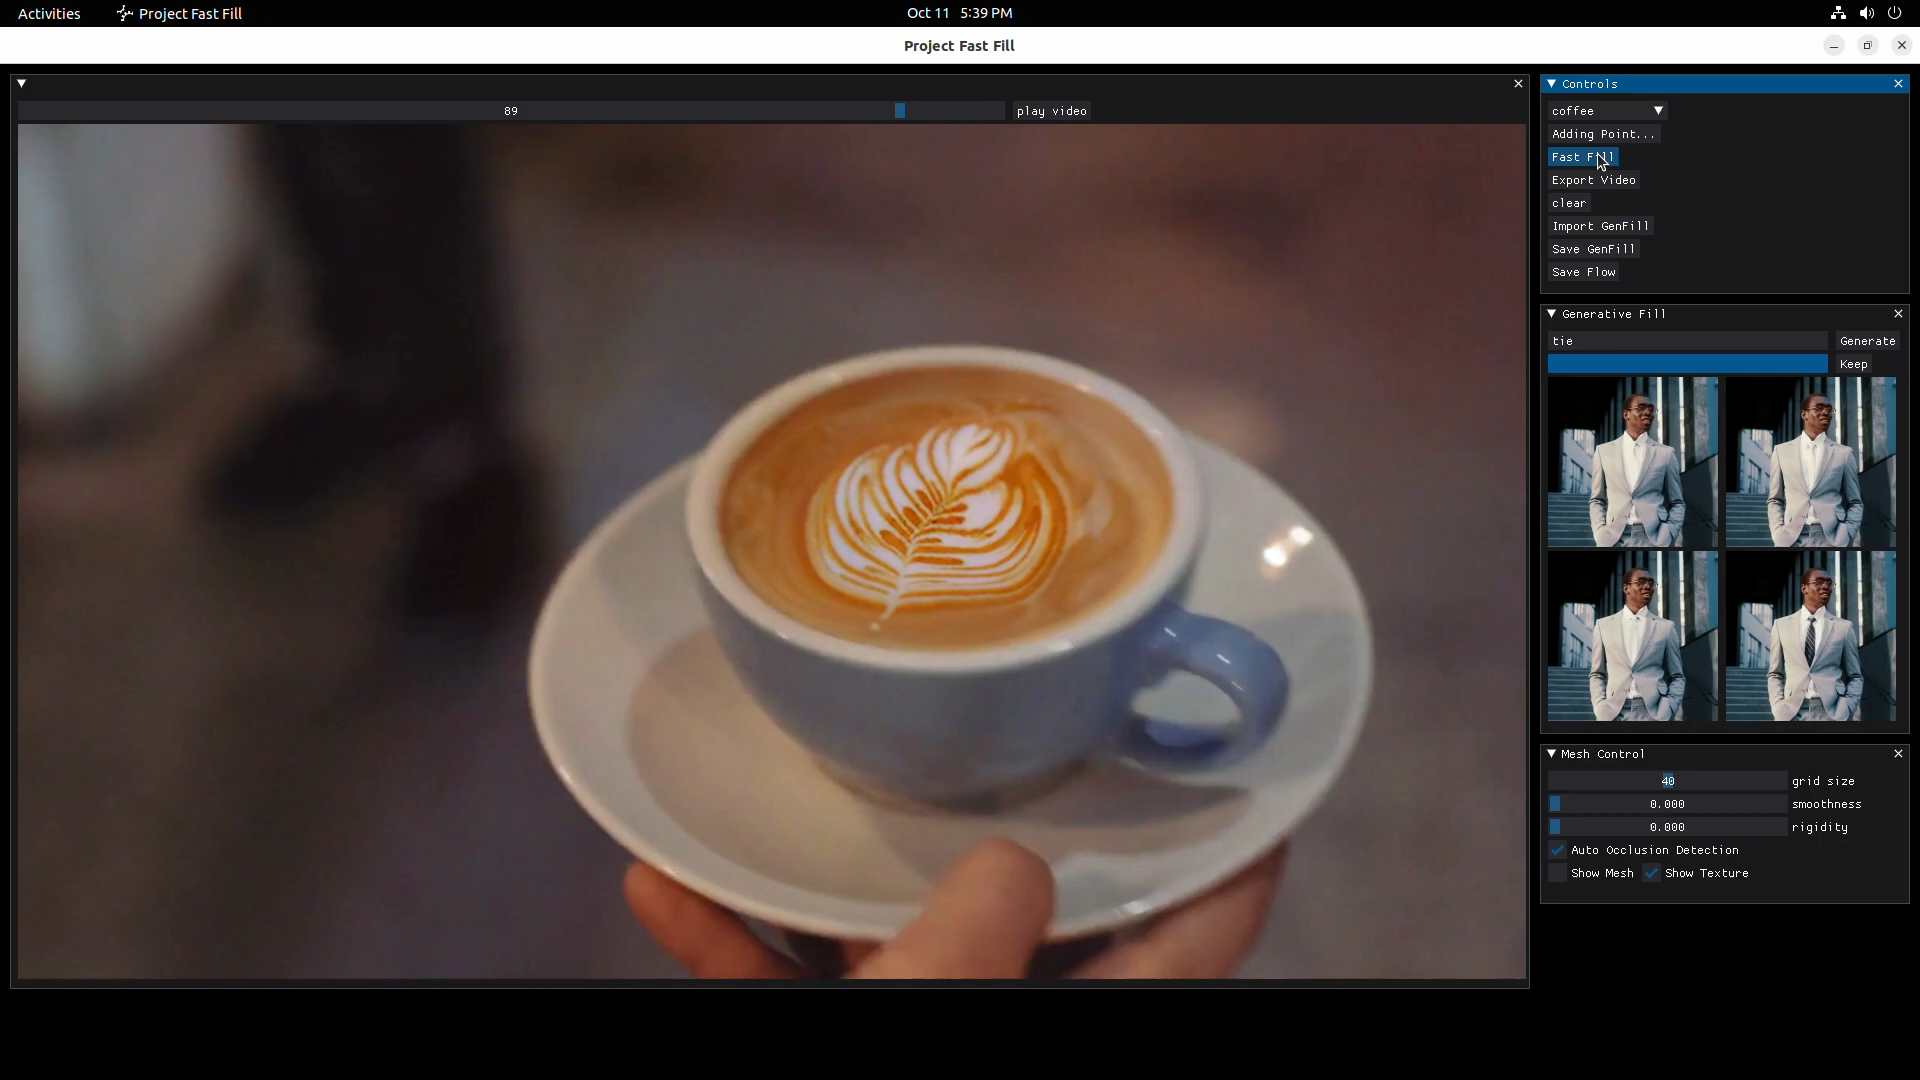 Activities Project Fast Fill Oct 11 5:39 PM
Project Fast Fill
89 play video
Controls
coffee
Adding Point...
Fast Fill
Export Video
clear
Import GenFill
Save GenFill
Save Flow
Generative Fill
tie Generate
Keep
Mesh Control
40 grid size
0.000 smoothness
0.000 rigidity
Auto Occlusion Detection
Show Mesh Show Texture